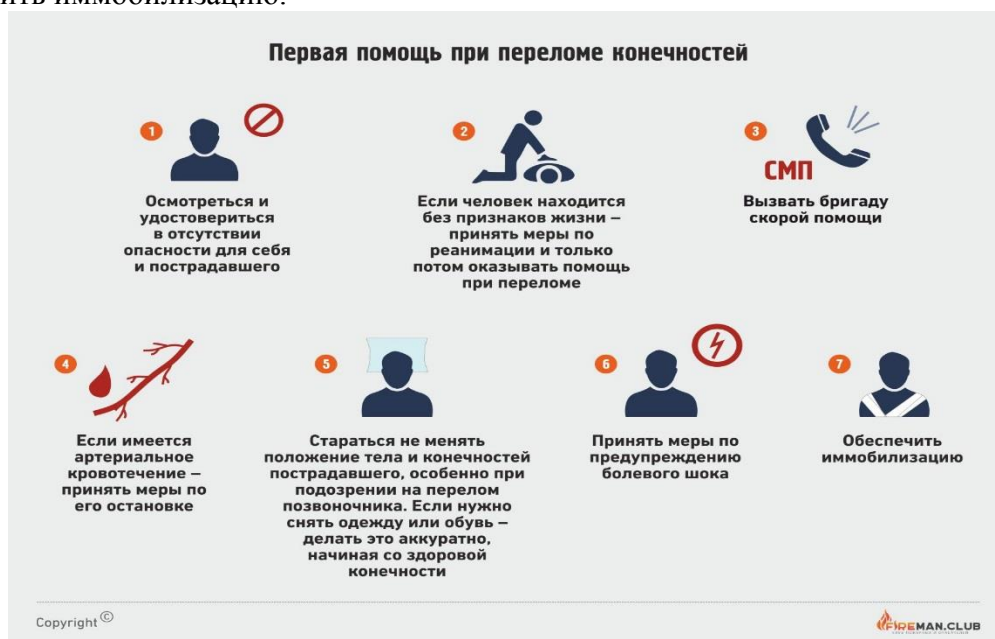 ить иммобилизацию.
Первая помощь при переломе конечностей
1
Осмотреться и
удостовериться
в отсутствии
опасности для себя
и пострадавшего
2
Если человек находится
без признаков жизни –
принять меры по
реанимации и только
потом оказывать помощь
при переломе
3
СМП
Вызвать бригаду
скорой помощи
4
Если имеется
артериальное
кровотечение –
принять меры по
его остановке
5
Стараться не менять
положение тела и конечностей
пострадавшего, особенно при
подозрении на перелом
позвоночника. Если нужно
снять одежду или обувь –
делать это аккуратно,
начиная со здоровой
конечности
6
Принять меры по
предупреждению
болевого шока
7
Обеспечить
иммобилизацию
Copyright ©
FIREMAN.CLUB